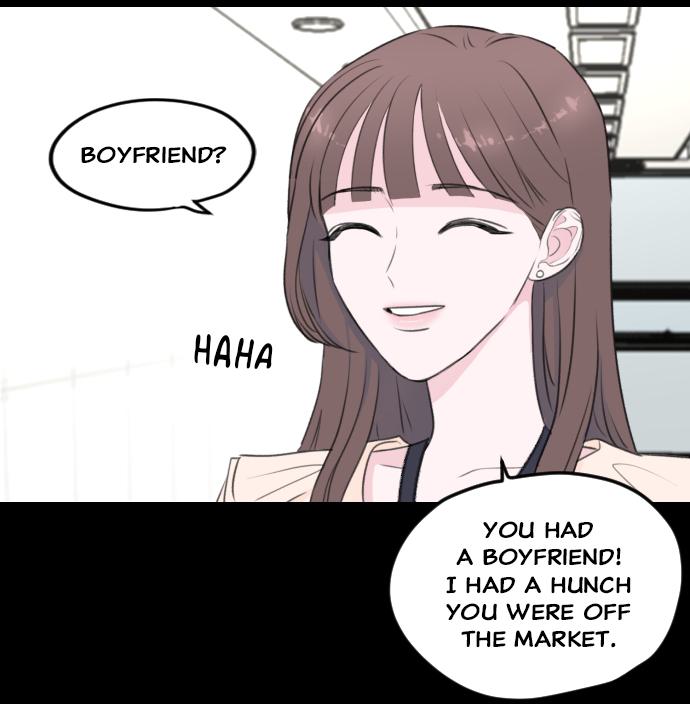 BOYFRIEND?
HAHA
YOU HAD
A BOYFRIEND!
I HAD A HUNCH
YOU WERE OFF
THE MARKET.